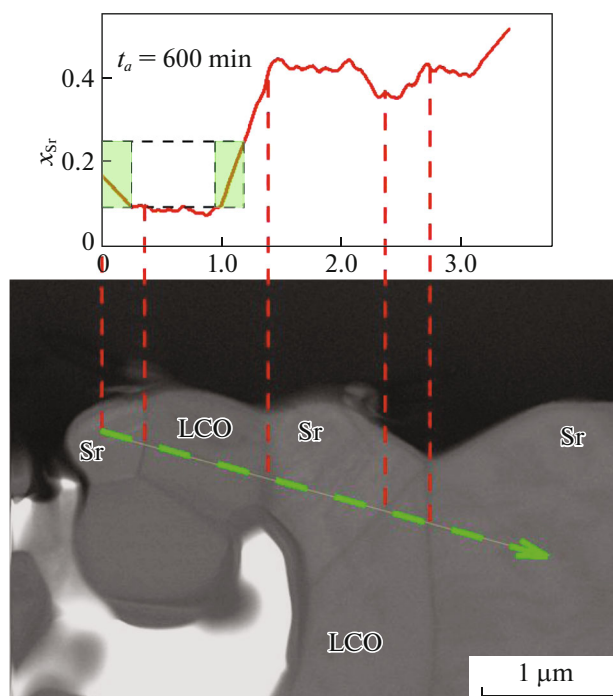 tₐ = 600 min
0.4
0.2
0
x_Sr
0 1.0 2.0 3.0
Sr LCO Sr Sr
LCO
1 μm